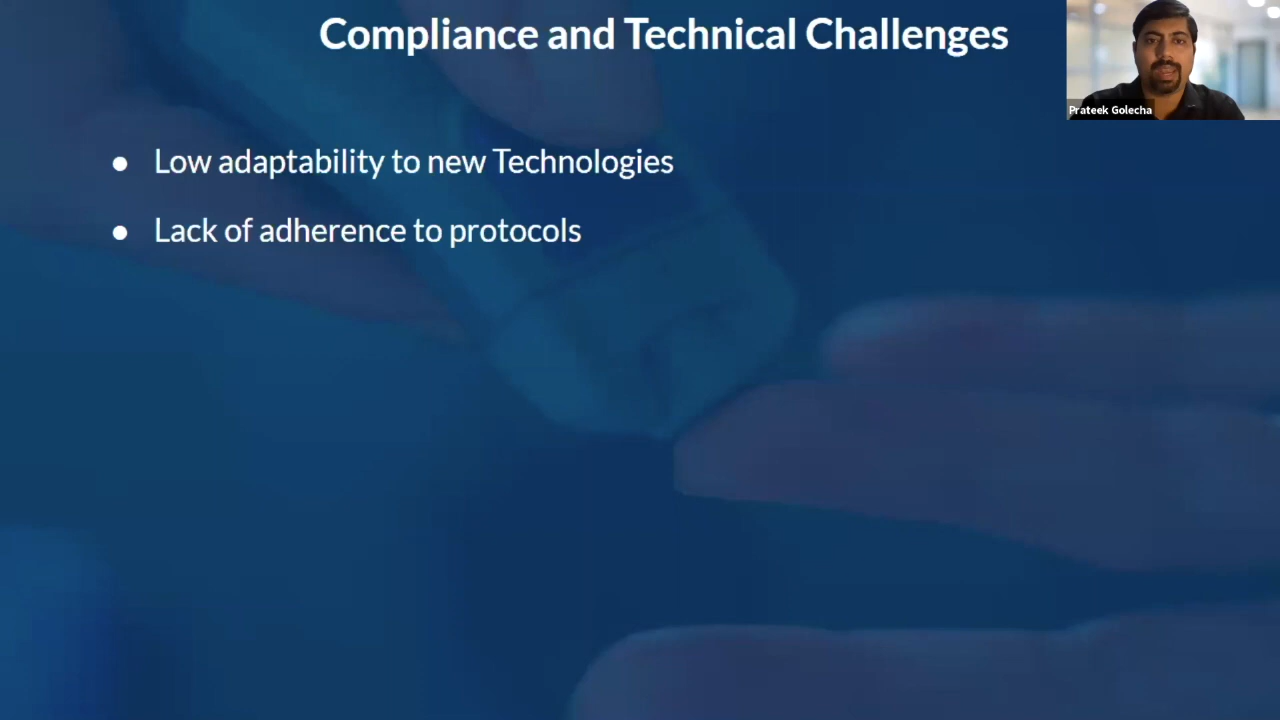 Compliance and Technical Challenges
Prateek Golecha
● Low adaptability to new Technologies
● Lack of adherence to protocols